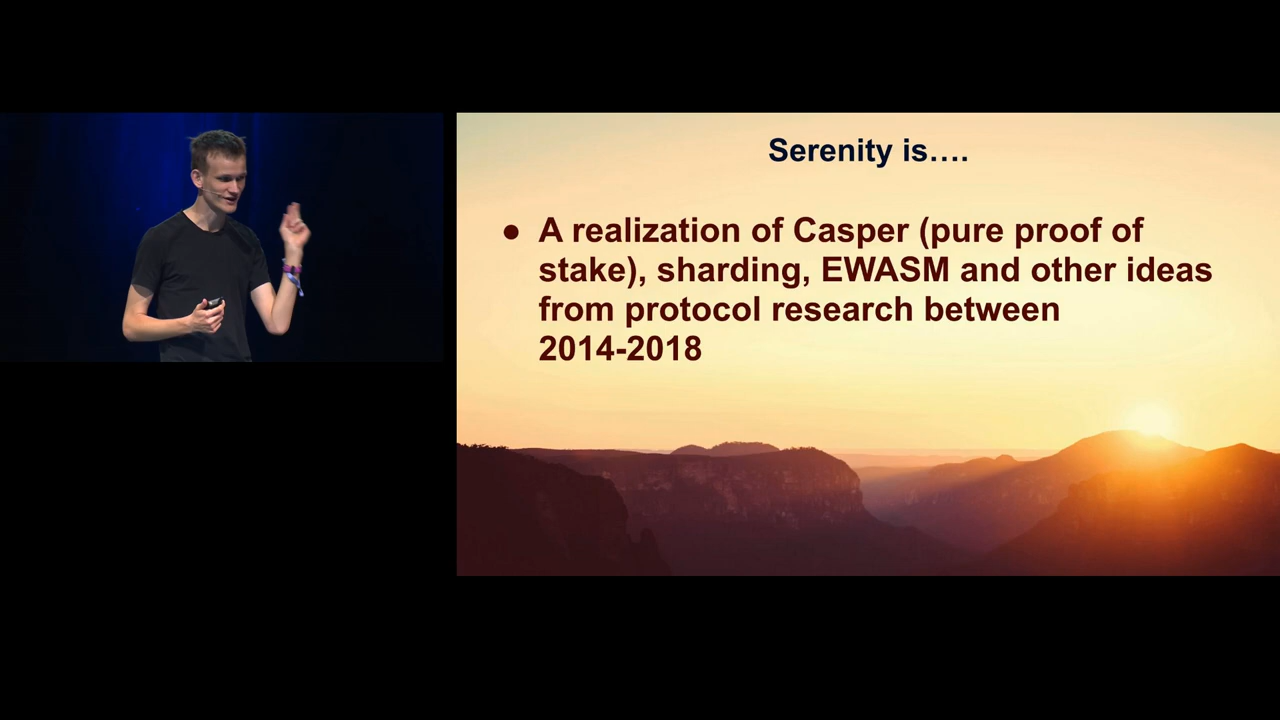 Serenity is….
● A realization of Casper (pure proof of
stake), sharding, EWASM and other ideas
from protocol research between
2014-2018